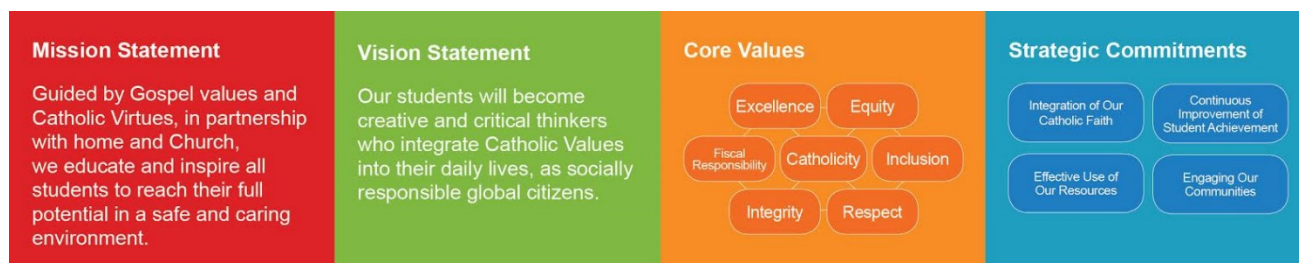 Mission Statement
Guided by Gospel values and
Catholic Virtues, in partnership
with home and Church,
we educate and inspire all
students to reach their full
potential in a safe and caring
environment.
Vision Statement
Our students will become
creative and critical thinkers
who integrate Catholic Values
into their daily lives, as socially
responsible global citizens.
Core Values
Excellence
Equity
Fiscal
Responsibility
Catholicity
Inclusion
Integrity
Respect
Strategic Commitments
Integration of Our
Catholic Faith
Continuous
Improvement of
Student Achievement
Effective Use of
Our Resources
Engaging Our
Communities